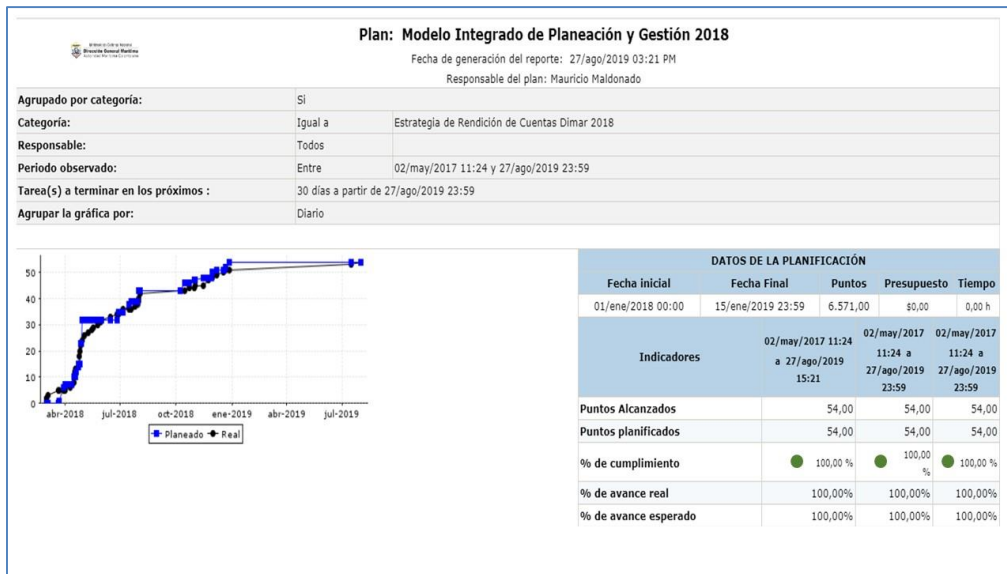 Plan: Modelo Integrado de Planeación y Gestión 2018
Dirección General Marítima
Fecha de generación del reporte: 27/ago/2019 03:21 PM
Responsable del plan: Mauricio Maldonado
Agrupado por categoría: Si
Categoría: Igual a Estrategia de Rendición de Cuentas Dimar 2018
Responsable: Todos
Periodo observado: Entre 02/may/2017 11:24 y 27/ago/2019 23:59
Tarea(s) a terminar en los próximos : 30 días a partir de 27/ago/2019 23:59
Agrupar la gráfica por: Diario
50
40
30
20
10
0
abr-2018 jul-2018 oct-2018 ene-2019 abr-2019 jul-2019
Planeado Real
DATOS DE LA PLANIFICACIÓN
Fecha inicial Fecha Final Puntos Presupuesto Tiempo
01/ene/2018 00:00 15/ene/2019 23:59 6.571,00 $0,00 0,00 h
Indicadores
02/may/2017 11:24
a 27/ago/2019
15:21
02/may/2017
11:24 a
27/ago/2019
23:59
02/may/2017
11:24 a
27/ago/2019
23:59
Puntos Alcanzados 54,00 54,00 54,00
Puntos planificados 54,00 54,00 54,00
% de cumplimiento 100,00 % 100,00 % 100,00 %
% de avance real 100,00% 100,00% 100,00%
% de avance esperado 100,00% 100,00% 100,00%